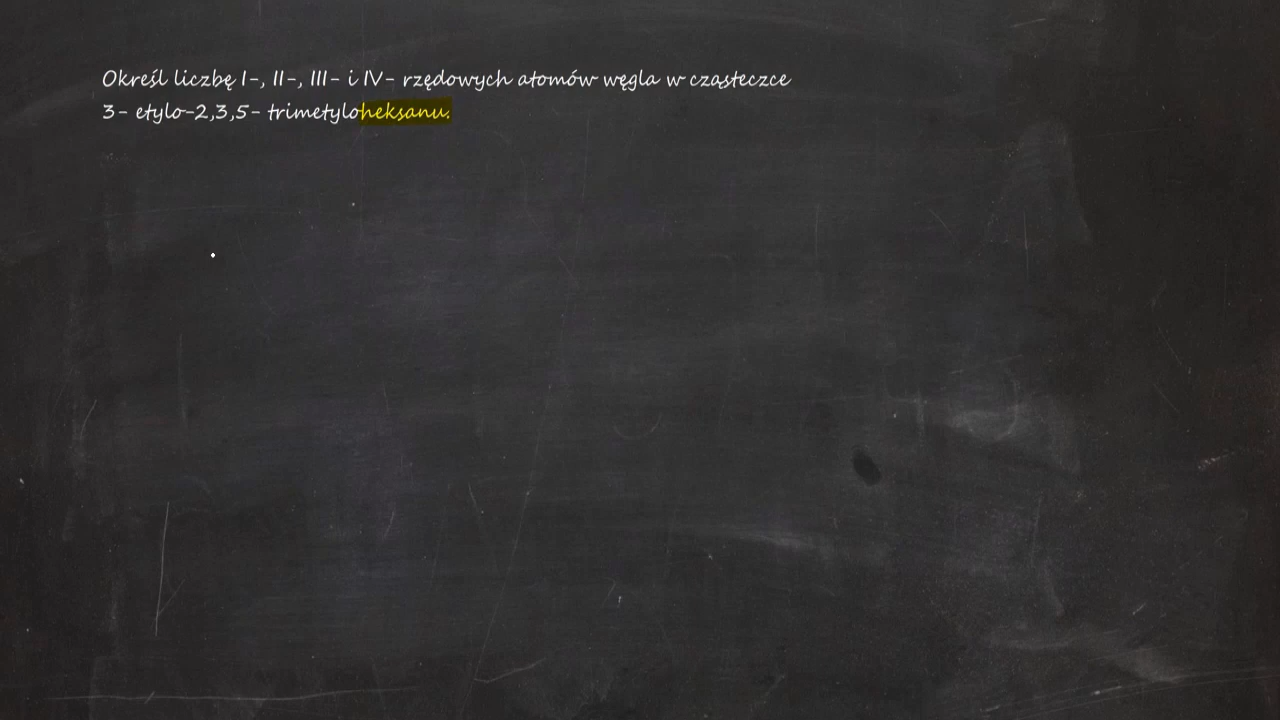 Określ liczbę I-, II-, III- i IV- rzędowych atomów węgla w cząsteczce
3- etylo-2,3,5- trimetyloheksanu.